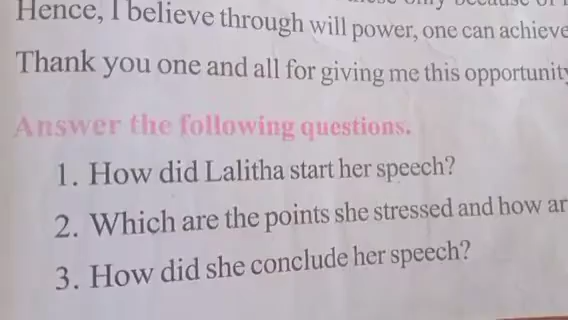 Hence, I believe through will power, one can achieve
Thank you one and all for giving me this opportunity
Answer the following questions.
1. How did Lalitha start her speech?
2. Which are the points she stressed and how ar
3. How did she conclude her speech?